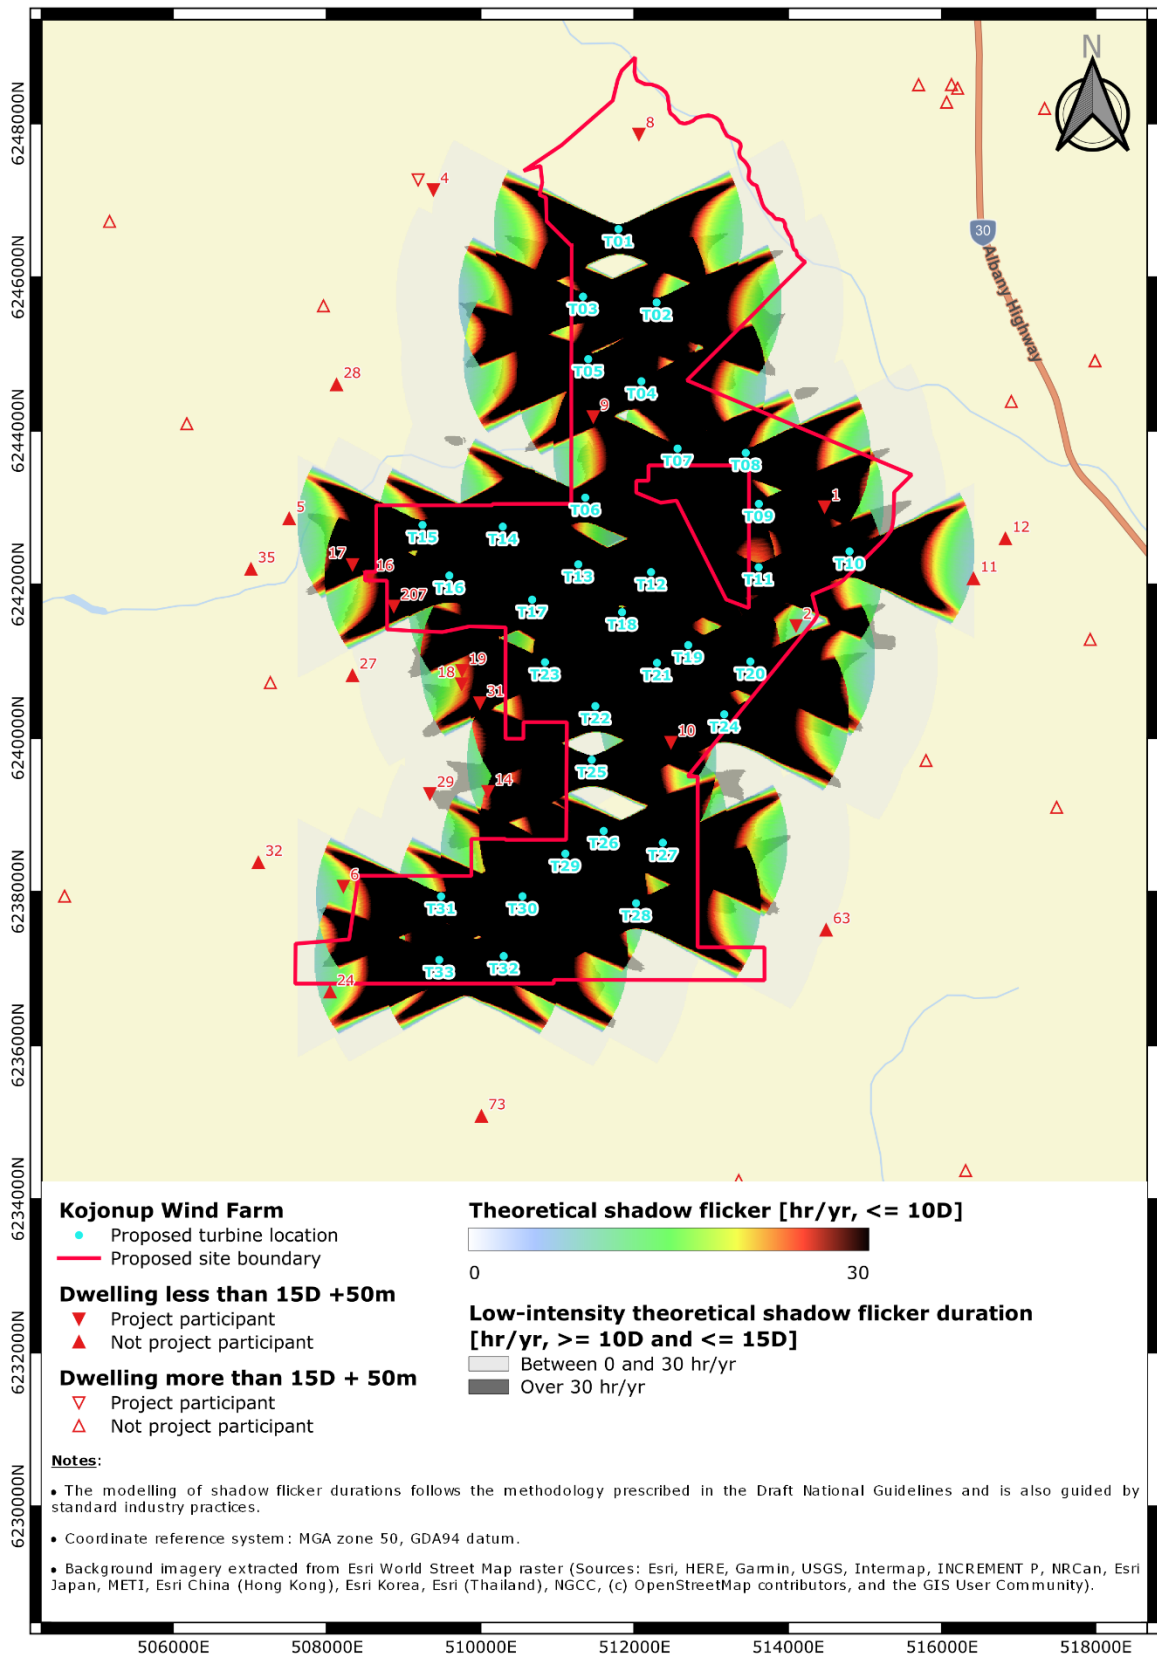 N
8
4
30
T01
Albany Highway
T03
T02
28
T05
T04
9
T07
T08
1
5
T06
T15
T14
T09
12
35
17
16
T10
11
T13
T12
T11
T16
207
T17
T18
2
19
18
27
T23
T19
T21
T20
31
T22
T24
10
T25
29
14
T26
T27
32
T29
6
T31
T30
T28
63
T33
T32
24
73
6248000N
6246000N
6244000N
6242000N
6240000N
6238000N
6236000N
6234000N
6232000N
6230000N
Kojonup Wind Farm
Proposed turbine location
Proposed site boundary
Dwelling less than 15D +50m
Project participant
Not project participant
Dwelling more than 15D + 50m
Project participant
Not project participant
Theoretical shadow flicker [hr/yr, <= 10D]
0 30
Low-intensity theoretical shadow flicker duration
[hr/yr, >= 10D and <= 15D]
Between 0 and 30 hr/yr
Over 30 hr/yr
Notes:
• The modelling of shadow flicker durations follows the methodology prescribed in the Draft National Guidelines and is also guided by
standard industry practices.
• Coordinate reference system: MGA zone 50, GDA94 datum.
• Background imagery extracted from Esri World Street Map raster (Sources: Esri, HERE, Garmin, USGS, Intermap, INCREMENT P, NRCan, Esri
Japan, METI, Esri China (Hong Kong), Esri Korea, Esri (Thailand), NGCC, (c) OpenStreetMap contributors, and the GIS User Community).
506000E 508000E 510000E 512000E 514000E 516000E 518000E